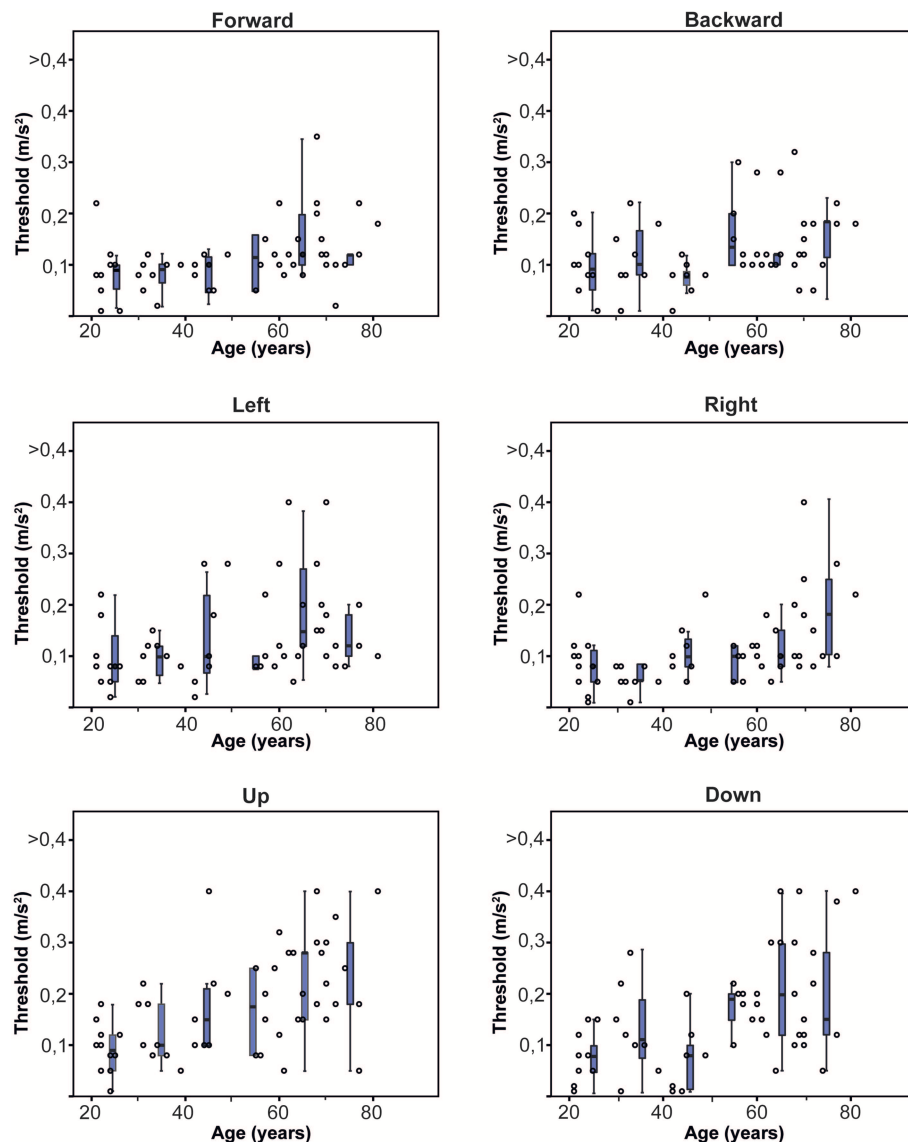 Forward
Backward
>0,4
0,4
0,3
0,2
0,1
Threshold (m/s²)
20 40 60 80
Age (years)
>0,4
0,4
0,3
0,2
0,1
Threshold (m/s²)
20 40 60 80
Age (years)
Left
Right
>0,4
0,4
0,3
0,2
0,1
Threshold (m/s²)
20 40 60 80
Age (years)
>0,4
0,4
0,3
0,2
0,1
Threshold (m/s²)
20 40 60 80
Age (years)
Up
Down
>0,4
0,4
0,3
0,2
0,1
Threshold (m/s²)
20 40 60 80
Age (years)
>0,4
0,4
0,3
0,2
0,1
Threshold (m/s²)
20 40 60 80
Age (years)